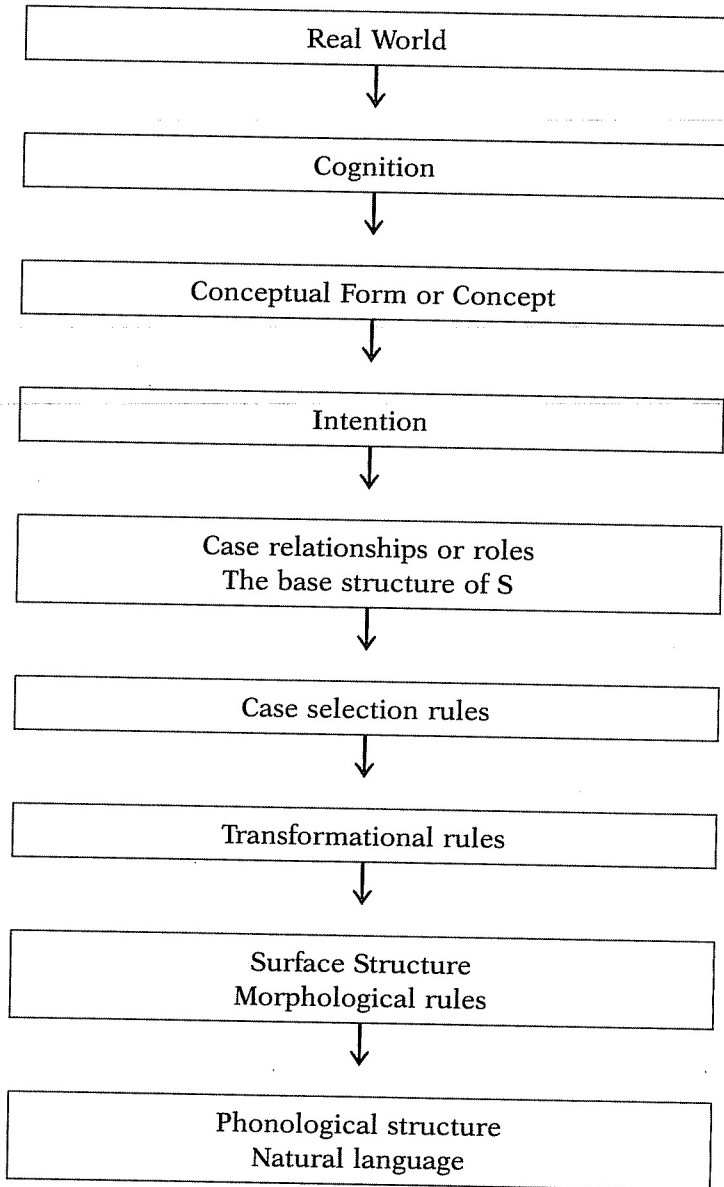 Real World
Cognition
Conceptual Form or Concept
Intention
Case relationships or roles
The base structure of S
Case selection rules
Transformational rules
Surface Structure
Morphological rules
Phonological structure
Natural language